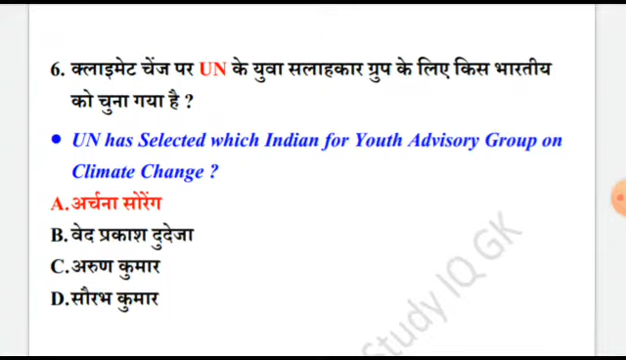 6. क्लाइमेट चेंज पर UN के युवा सलाहकार ग्रुप के लिए किस भारतीय
को चुना गया है ?
• UN has Selected which Indian for Youth Advisory Group on
Climate Change ?
A.अर्चना सोरेंग
B. वेद प्रकाश दुदेजा
C.अरुण कुमार
D.सौरभ कुमार
Study IQ GK